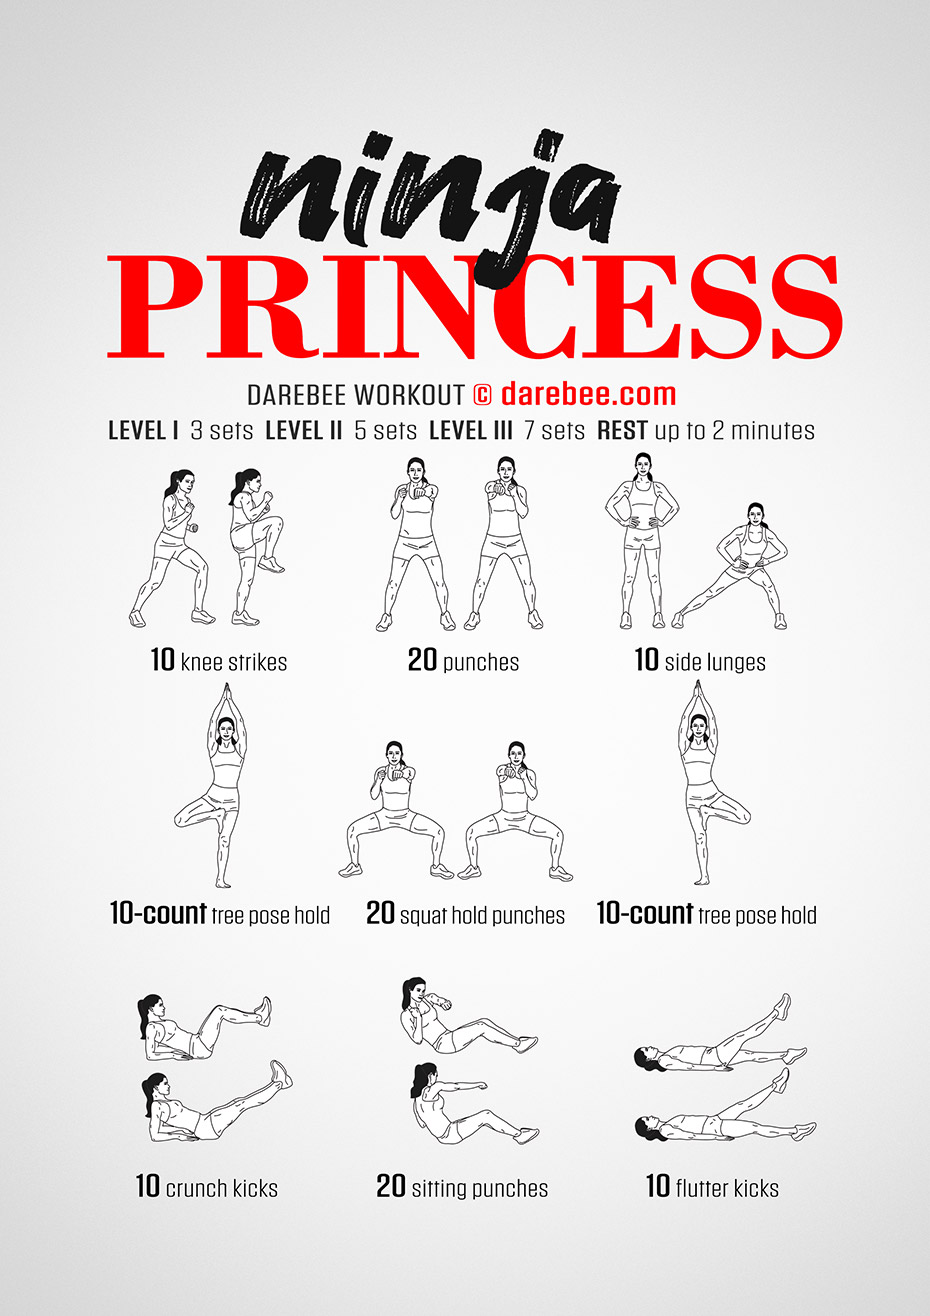 ninja
PRINCESS
DAREBEE WORKOUT © darebee.com
LEVEL I 3 sets LEVEL II 5 sets LEVEL III 7 sets REST up to 2 minutes
10 knee strikes
20 punches
10 side lunges
10-count tree pose hold
20 squat hold punches
10-count tree pose hold
10 crunch kicks
20 sitting punches
10 flutter kicks